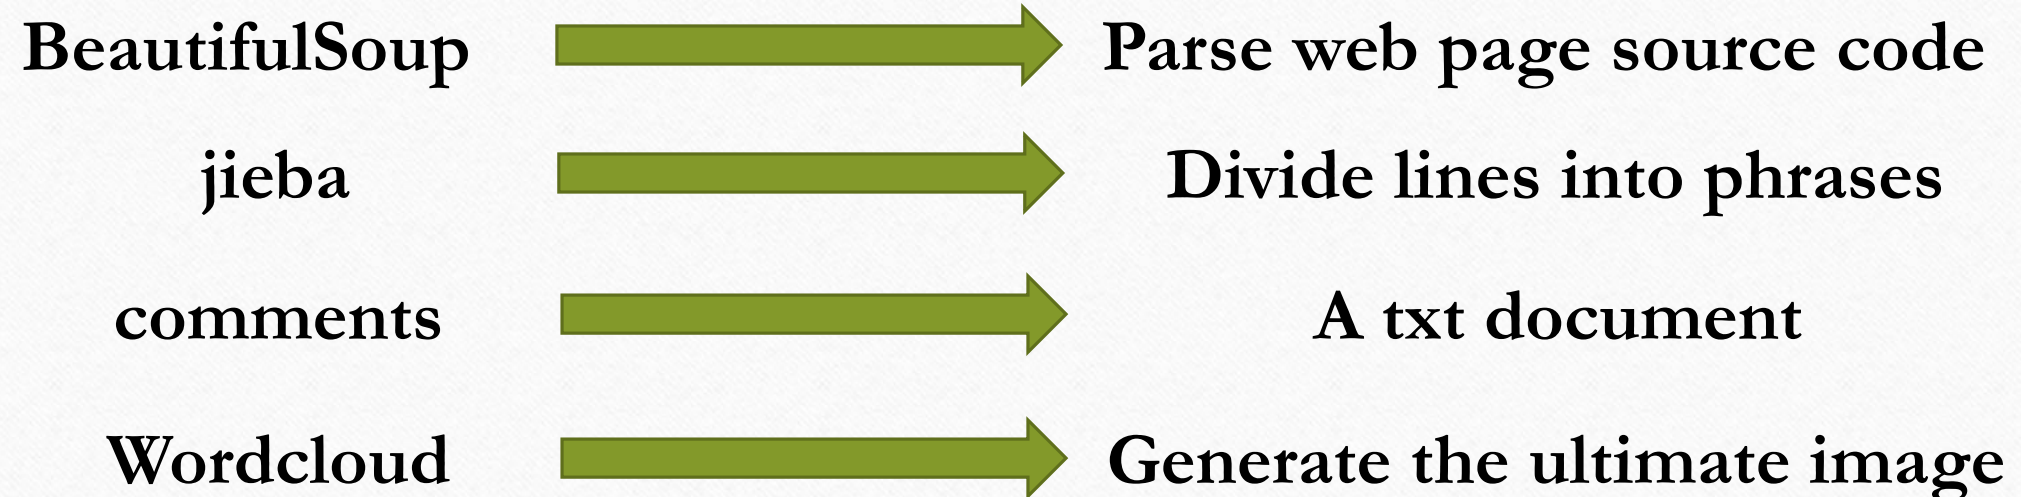 BeautifulSoup Parse web page source code
jieba Divide lines into phrases
comments A txt document
Wordcloud Generate the ultimate image